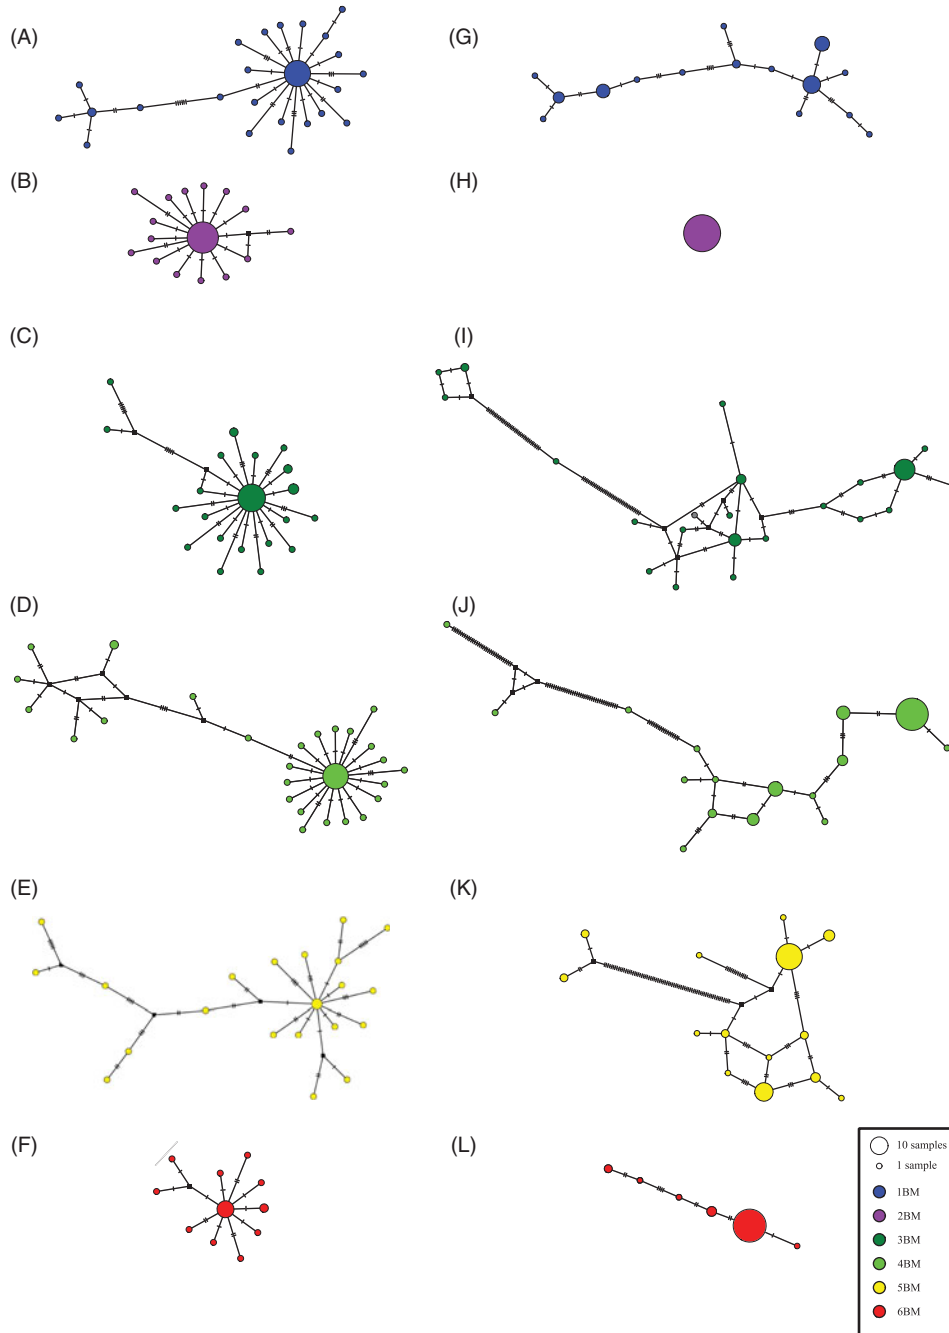 (A)
(G)
(B)
(H)
(C)
(I)
(D)
(J)
(E)
(K)
(F)
(L)
10 samples
1 sample
1BM
2BM
3BM
4BM
5BM
6BM